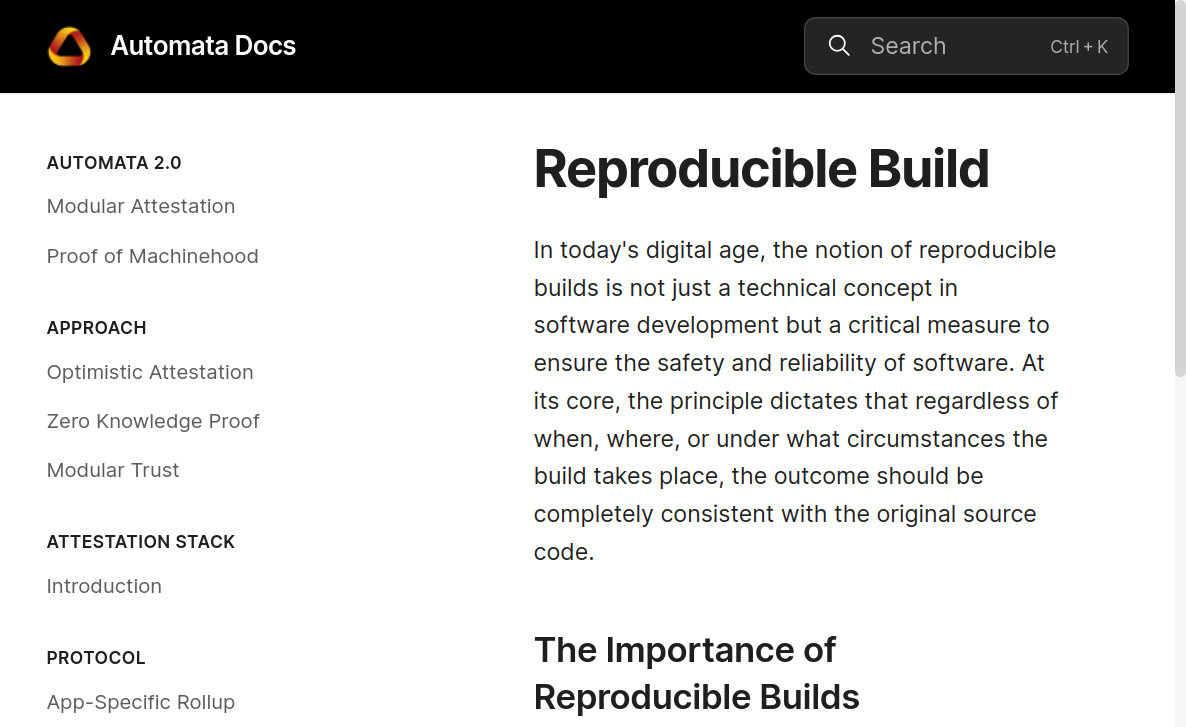 Automata Docs
Search
Ctrl + K
AUTOMATA 2.0
Modular Attestation
Proof of Machinehood
APPROACH
Optimistic Attestation
Zero Knowledge Proof
Modular Trust
ATTESTATION STACK
Introduction
PROTOCOL
App-Specific Rollup
Reproducible Build
In today's digital age, the notion of reproducible
builds is not just a technical concept in
software development but a critical measure to
ensure the safety and reliability of software. At
its core, the principle dictates that regardless of
when, where, or under what circumstances the
build takes place, the outcome should be
completely consistent with the original source
code.
The Importance of
Reproducible Builds